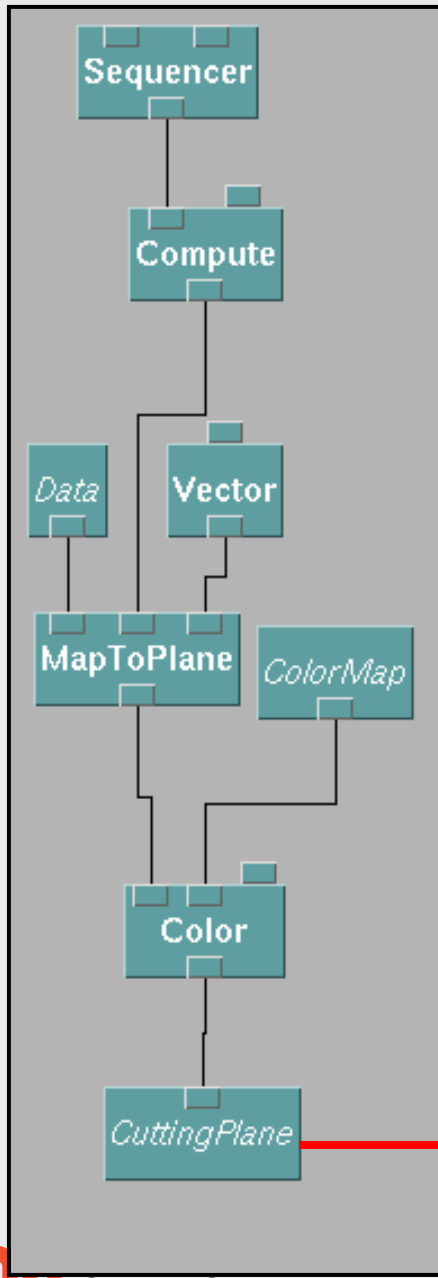 Sequencer
Compute
Data
Vector
MapToPlane
ColorMap
Color
CuttingPlane